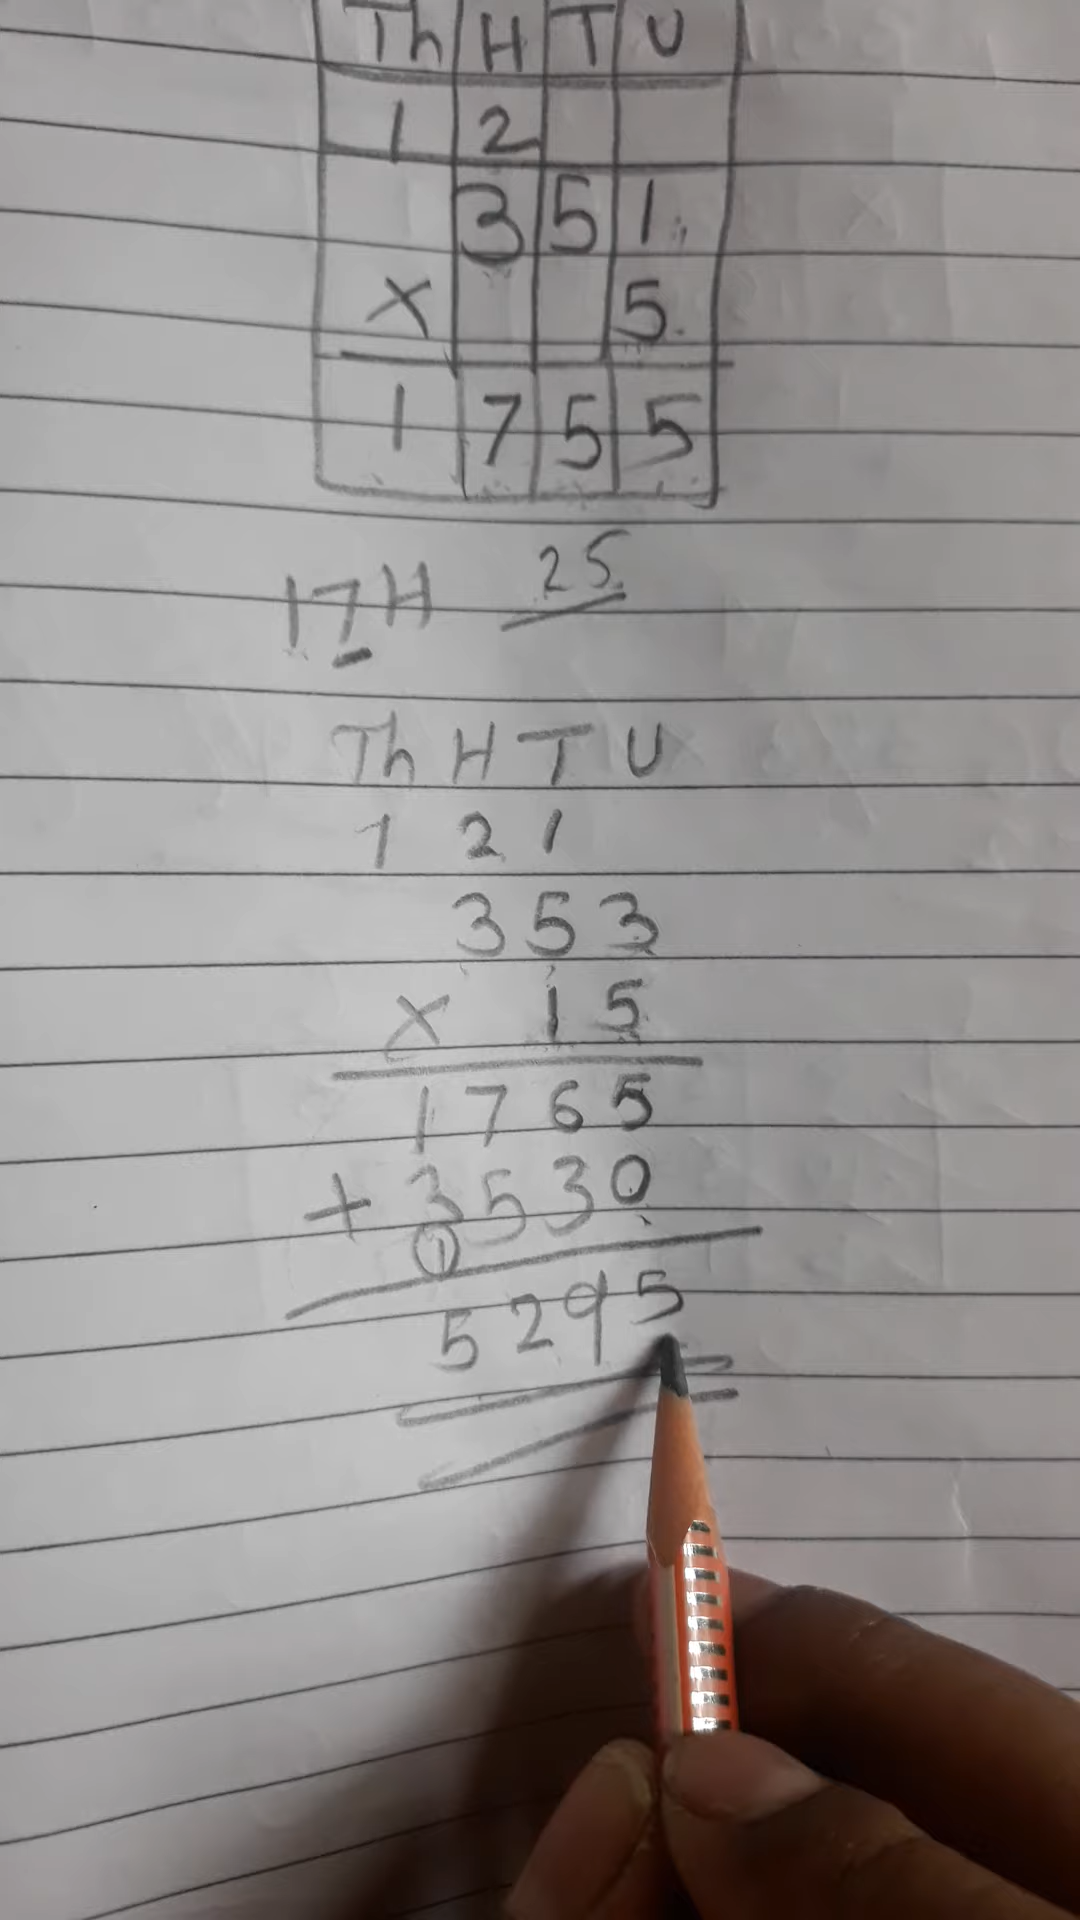 Th H T U
1 2
3 5 1
× 5
1 7 5 5
17H 25
Th H T U
1 2 1
3 5 3
× 1 5
1 7 6 5
+ 3 5 3 0
1
5 2 9 5